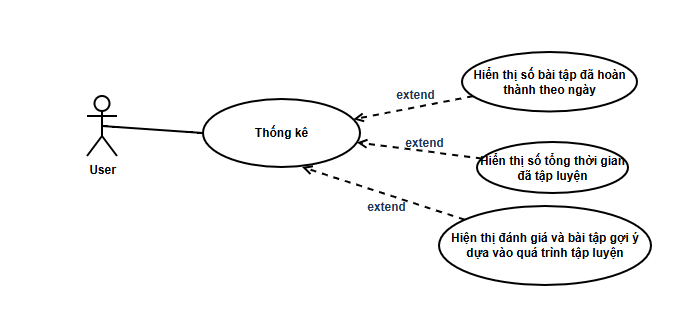 Hiển thị số bài tập đã hoàn
thành theo ngày
extend
Thống kê
extend
Hiển thị số tổng thời gian
đã tập luyện
User
extend
Hiện thị đánh giá và bài tập gợi ý
dựa vào quá trình tập luyện